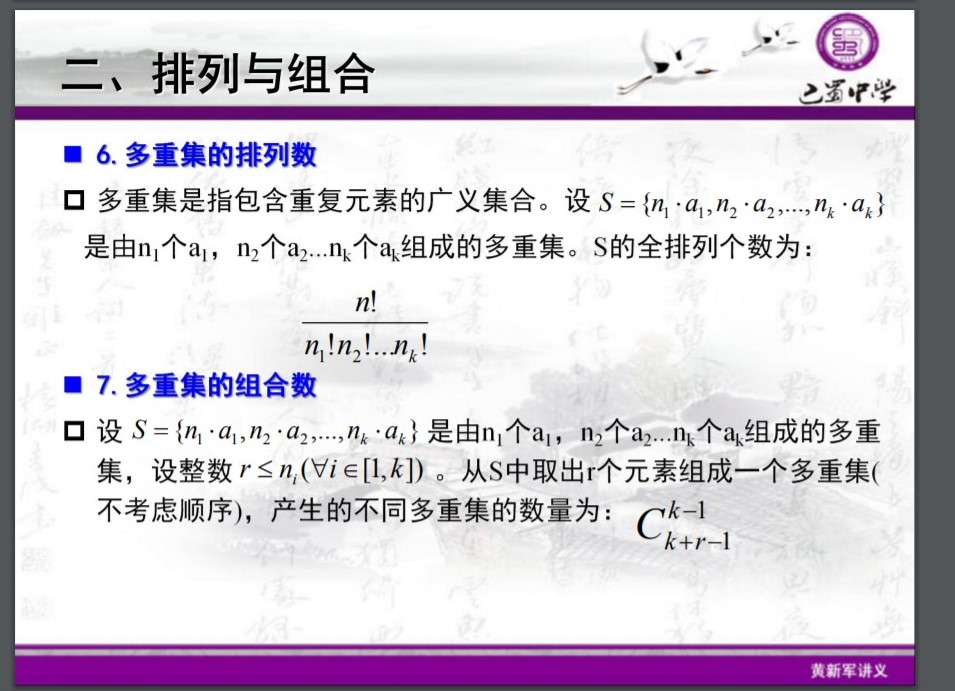 二、排列与组合
巴蜀中学
■ 6.多重集的排列数
□ 多重集是指包含重复元素的广义集合。设 S = {n₁·a₁,n₂·a₂,...,nₖ·aₖ}
是由n₁个a₁，n₂个a₂...nₖ个aₖ组成的多重集。S的全排列个数为：
n!
n₁!n₂!...nₖ!
■ 7.多重集的组合数
□ 设 S = {n₁·a₁,n₂·a₂,...,nₖ·aₖ} 是由n₁个a₁，n₂个a₂...nₖ个aₖ组成的多重
集，设整数 r ≤ nᵢ(∀i∈[1,k]) 。从S中取出r个元素组成一个多重集(
不考虑顺序)，产生的不同多重集的数量为： C_{k+r-1}^{k-1}
黄新军讲义